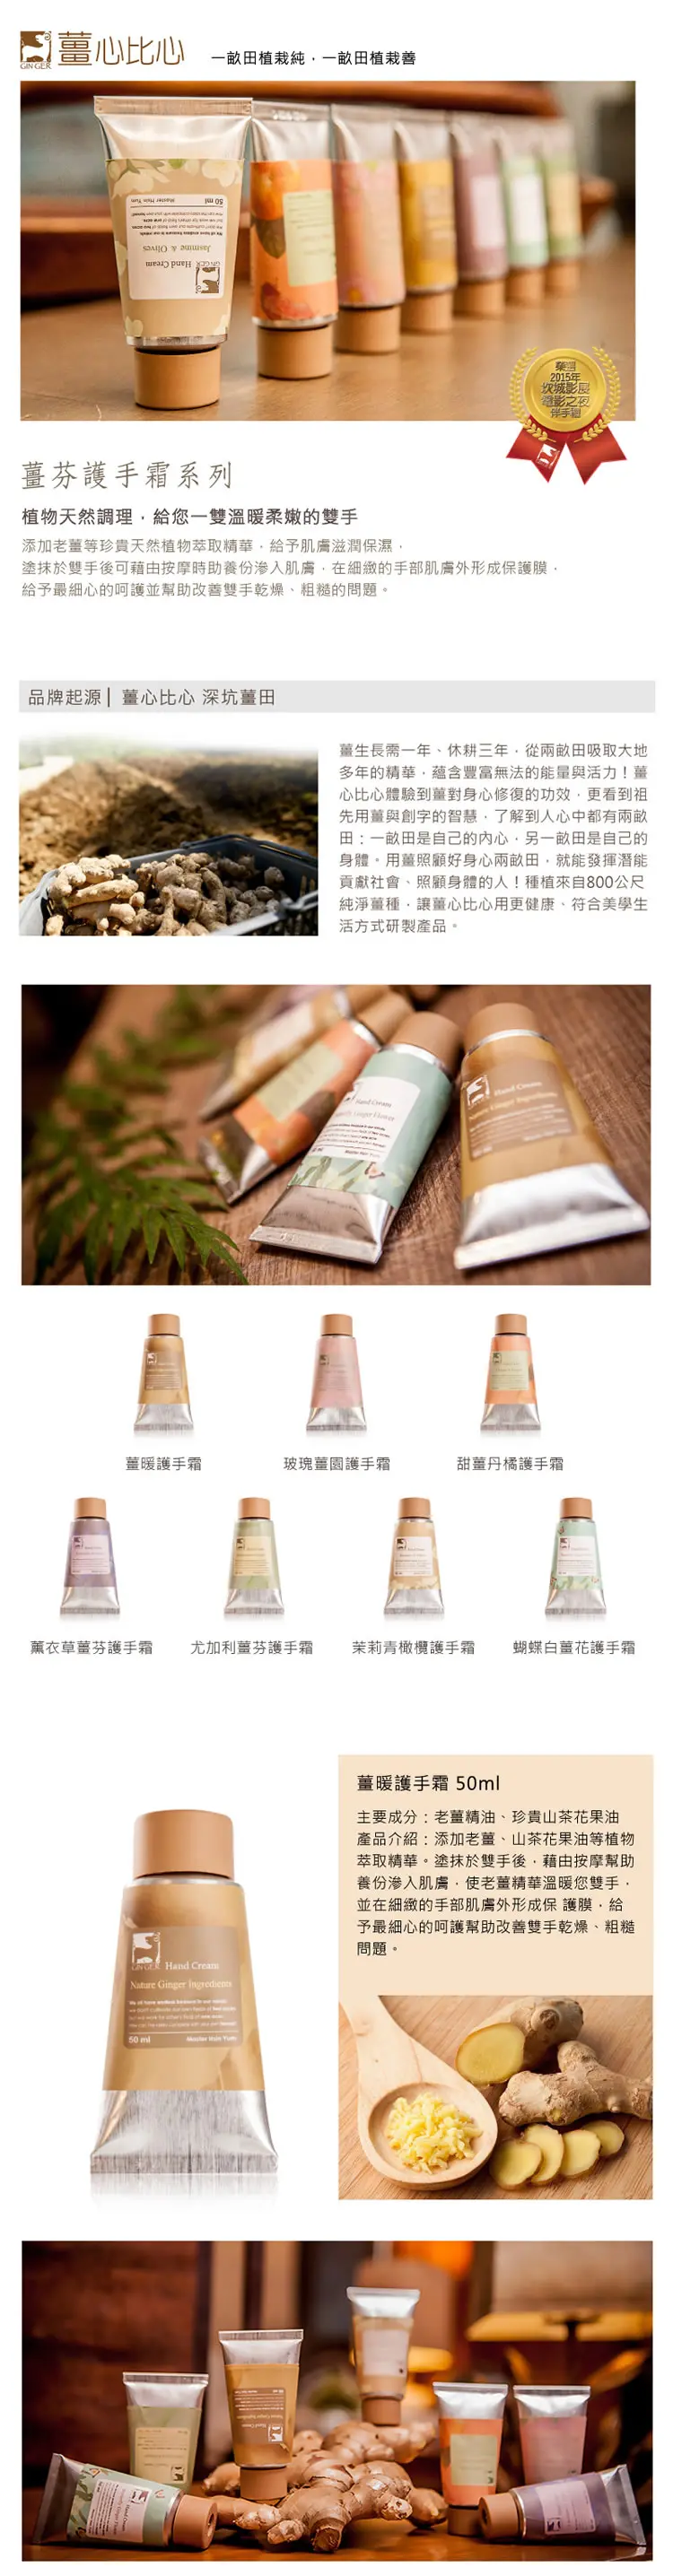 薑心比心
GINGER
一畝田植栽純，一畝田植栽善
50 ml
Master Hsin Yum
Jasmine & Olives
Hand Cream
GINGER
榮選
2015年
坎城影展
電影之夜
伴手禮
薑芬護手霜系列
植物天然調理，給您一雙溫暖柔嫩的雙手
添加老薑等珍貴天然植物萃取精華，給予肌膚滋潤保濕，
塗抹於雙手後可藉由按摩時助養份滲入肌膚，在細緻的手部肌膚外形成保護膜，
給予最細心的呵護並幫助改善雙手乾燥、粗糙的問題。
品牌起源｜ 薑心比心 深坑薑田
薑生長需一年、休耕三年，從兩畝田吸取大地
多年的精華，蘊含豐富無法的能量與活力！薑
心比心體驗到薑對身心修復的功效，更看到祖
先用薑與創字的智慧，了解到人心中都有兩畝
田：一畝田是自己的內心，另一畝田是自己的
身體。用薑照顧好身心兩畝田，就能發揮潛能
貢獻社會、照顧身體的人！種植來自800公尺
純淨薑種，讓薑心比心用更健康、符合美學生
活方式研製產品。
Hand Cream
Hand Cream
薑暖護手霜
玫瑰薑園護手霜
甜薑丹橘護手霜
薰衣草薑芬護手霜
尤加利薑芬護手霜
茉莉青橄欖護手霜
蝴蝶白薑花護手霜
薑暖護手霜 50ml
主要成分：老薑精油、珍貴山茶花果油
產品介紹：添加老薑、山茶花果油等植物
萃取精華。塗抹於雙手後，藉由按摩幫助
養份滲入肌膚，使老薑精華溫暖您雙手，
並在細緻的手部肌膚外形成保 護膜，給
予最細心的呵護幫助改善雙手乾燥、粗糙
問題。
GINGER
Hand Cream
Nature Ginger Ingredients
50 ml
Master Hsin Yum